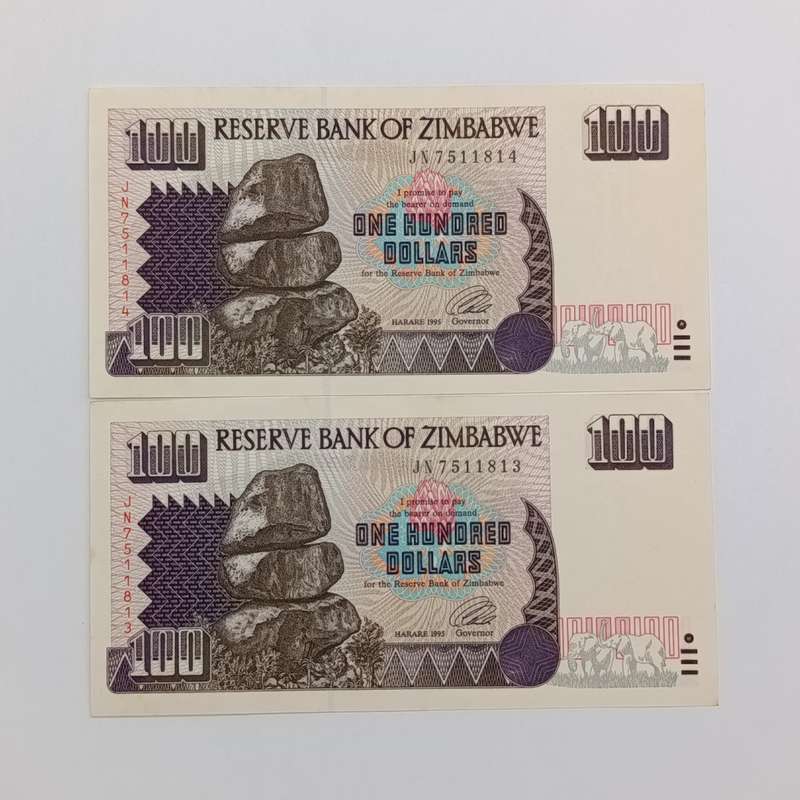 100 RESERVE BANK OF ZIMBABWE 100
JN7511814
JN7511814
I promise to pay
the bearer on demand
ONE HUNDRED
DOLLARS
for the Reserve Bank of Zimbabwe
HARARE 1995 Governor
100
100 RESERVE BANK OF ZIMBABWE 100
JN7511813
JN7511813
I promise to pay
the bearer on demand
ONE HUNDRED
DOLLARS
for the Reserve Bank of Zimbabwe
HARARE 1995 Governor
100